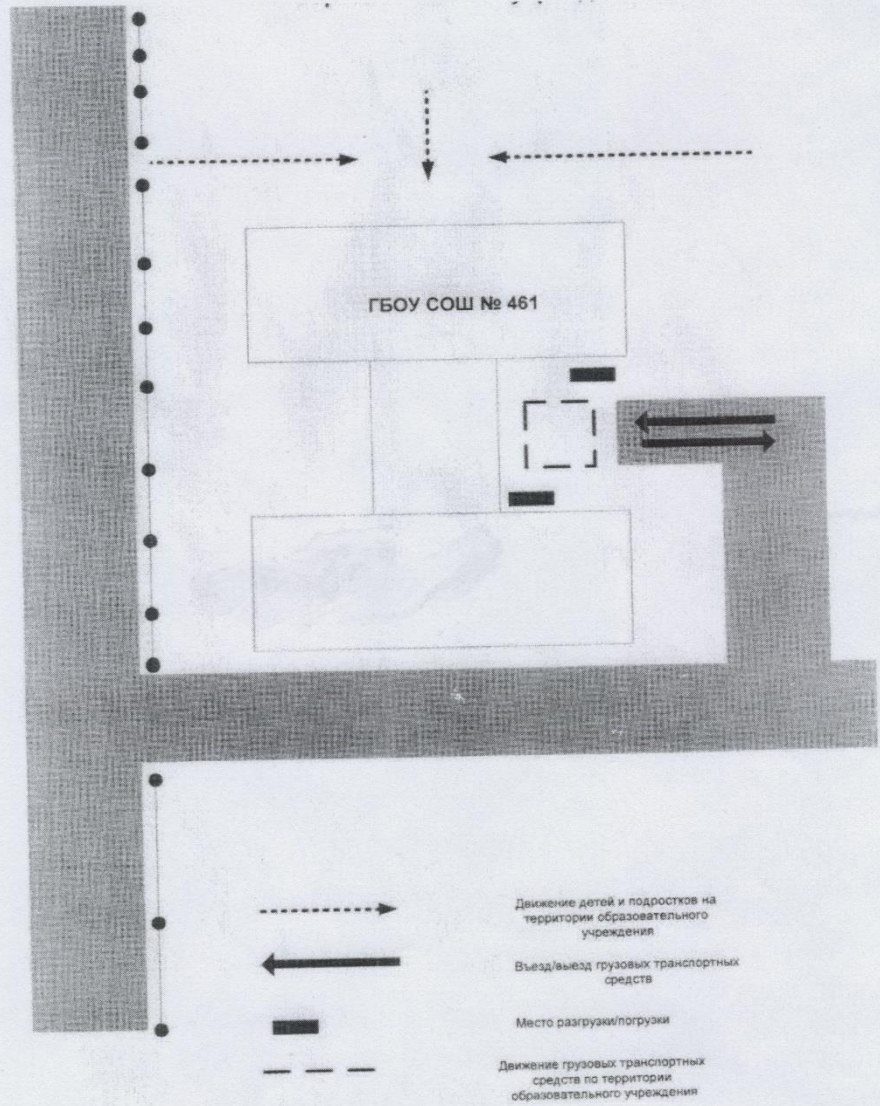 ГБОУ СОШ № 461
Движение детей и подростков на
территории образовательного
учреждения
Въезд/выезд грузовых транспортных
средств
Место разгрузки/погрузки
Движение грузовых транспортных
средств по территории
образовательного учреждения